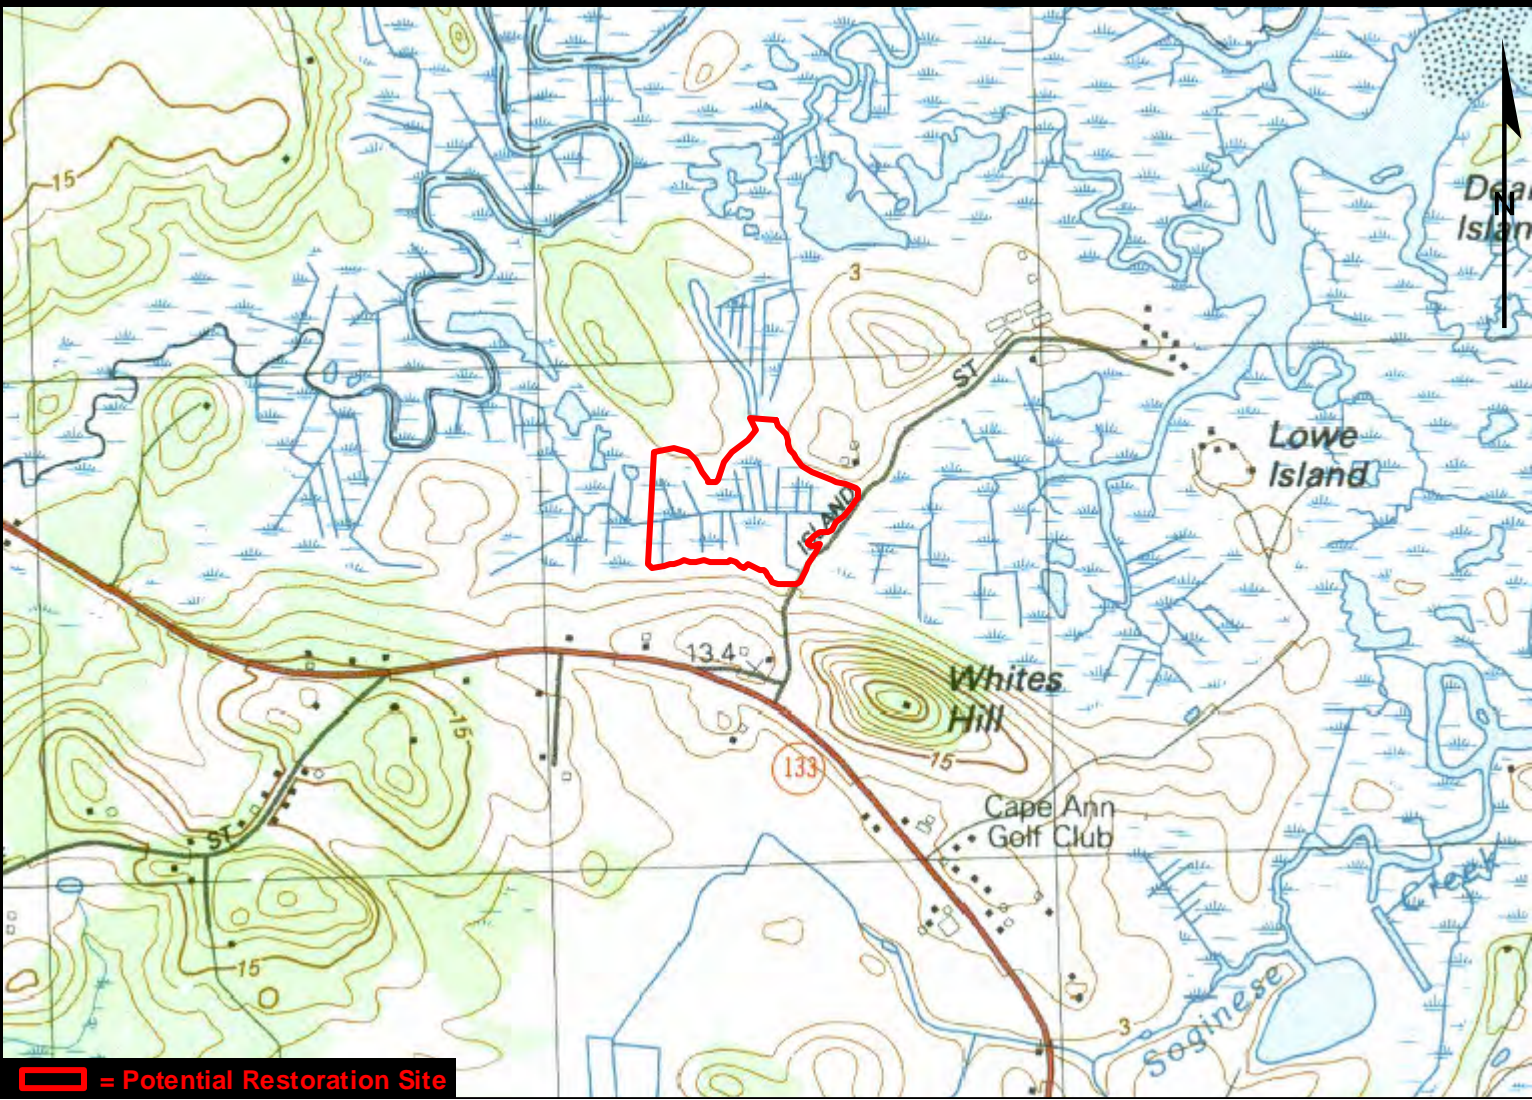 15
3
N
Island
ST
Lowe
Island
ISLAND
13.4
Whites
Hill
15
15
133
Cape Ann
Golf Club
ST
Creek
15
Soginese
3
= Potential Restoration Site